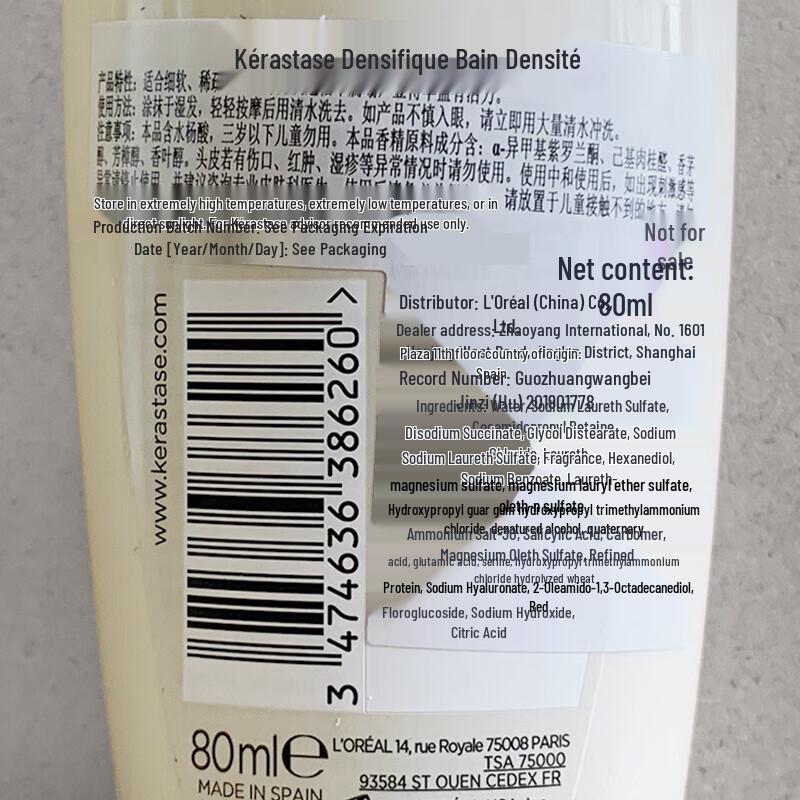 Kérastase Densifique Bain Densité
产品特性：适合细软、稀
使用方法：涂抹于湿发，轻轻按摩后用清水洗去。如产品不慎入眼，请立即用大量清水冲洗。
注意事项：本品含水杨酸，三岁以下儿童勿用。本品香精原料成分含：α-异甲基紫罗兰酮、己基肉桂醛、香茅
醇、芳樟醇、香叶醇。头皮若有伤口、红肿、湿疹等异常情况时请勿使用。使用中和使用后，如出现刺激感等
请放置于儿童接触不到的地方
Store in extremely high temperatures, extremely low temperatures, or in
direct sunlight. For Kérastase advisor recommended use only.
Production Batch Number: See Packaging Expiration
Date [Year/Month/Day]: See Packaging
Not for
sale
Net content:
80ml
Distributor: L'Oréal (China) Co.,
Ltd.
Dealer address: Zhaoyang International, No. 1601
District, Shanghai
Plaza 11th floor country of origin:
Spain
Record Number: Guozhuangwangbei
Jinzi (Hu) 201901778
Ingredients: Water, Sodium Laureth Sulfate,
Cocamidopropyl Betaine
Disodium Succinate, Glycol Distearate, Sodium
Chloride, Laureth
Sodium Laureth Sulfate, Fragrance, Hexanediol,
Sodium Benzoate, Laureth-
magnesium sulfate, magnesium lauryl ether sulfate,
oleth-n sulfate
Hydroxypropyl guar gum hydroxypropyl trimethylammonium
chloride, denatured alcohol, quaternary
Ammonium Salt-30, Salicylic Acid, Carbomer,
Magnesium Oleth Sulfate, Refined
acid, glutamic acid, serine, hydroxypropyl trimethylammonium
chloride hydrolyzed wheat
Protein, Sodium Hyaluronate, 2-Oleamido-1,3-Octadecanediol,
Red
Floroglucoside, Sodium Hydroxide,
Citric Acid
www.kerastase.com
3 474636 386260 >
80ml℮
MADE IN SPAIN
L'ORÉAL 14, rue Royale 75008 PARIS
TSA 75000
93584 ST OUEN CEDEX FR